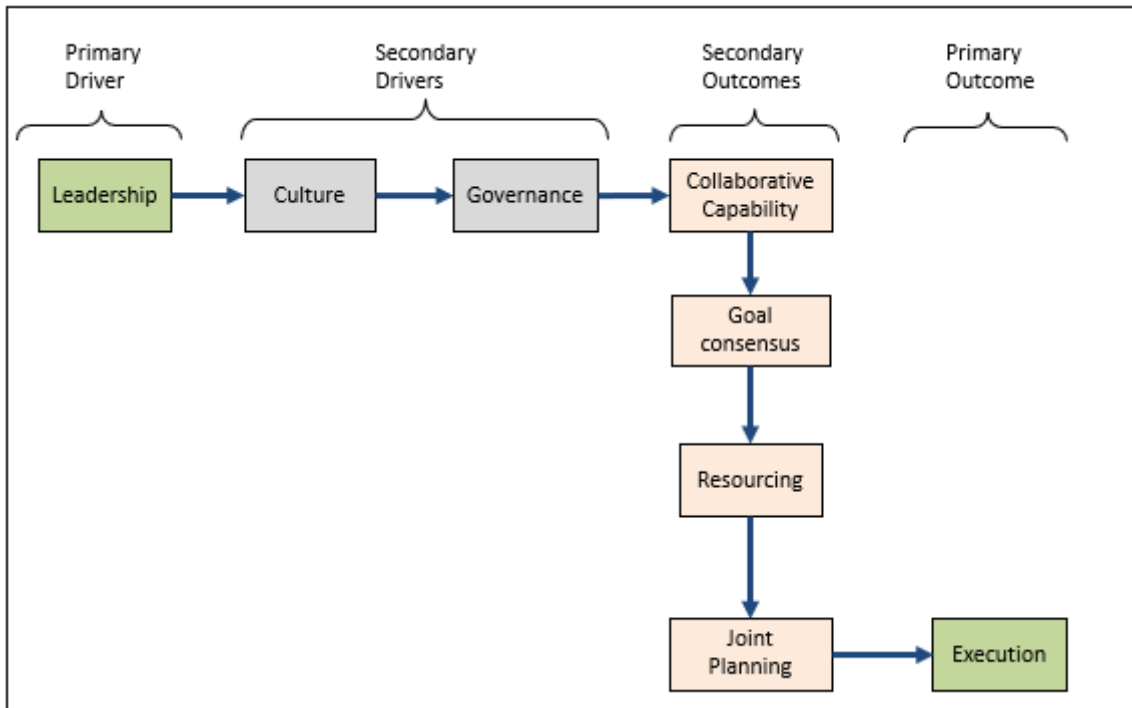 Primary
Driver
Secondary
Drivers
Secondary
Outcomes
Primary
Outcome
Leadership
Culture
Governance
Collaborative
Capability
Goal
consensus
Resourcing
Joint
Planning
Execution